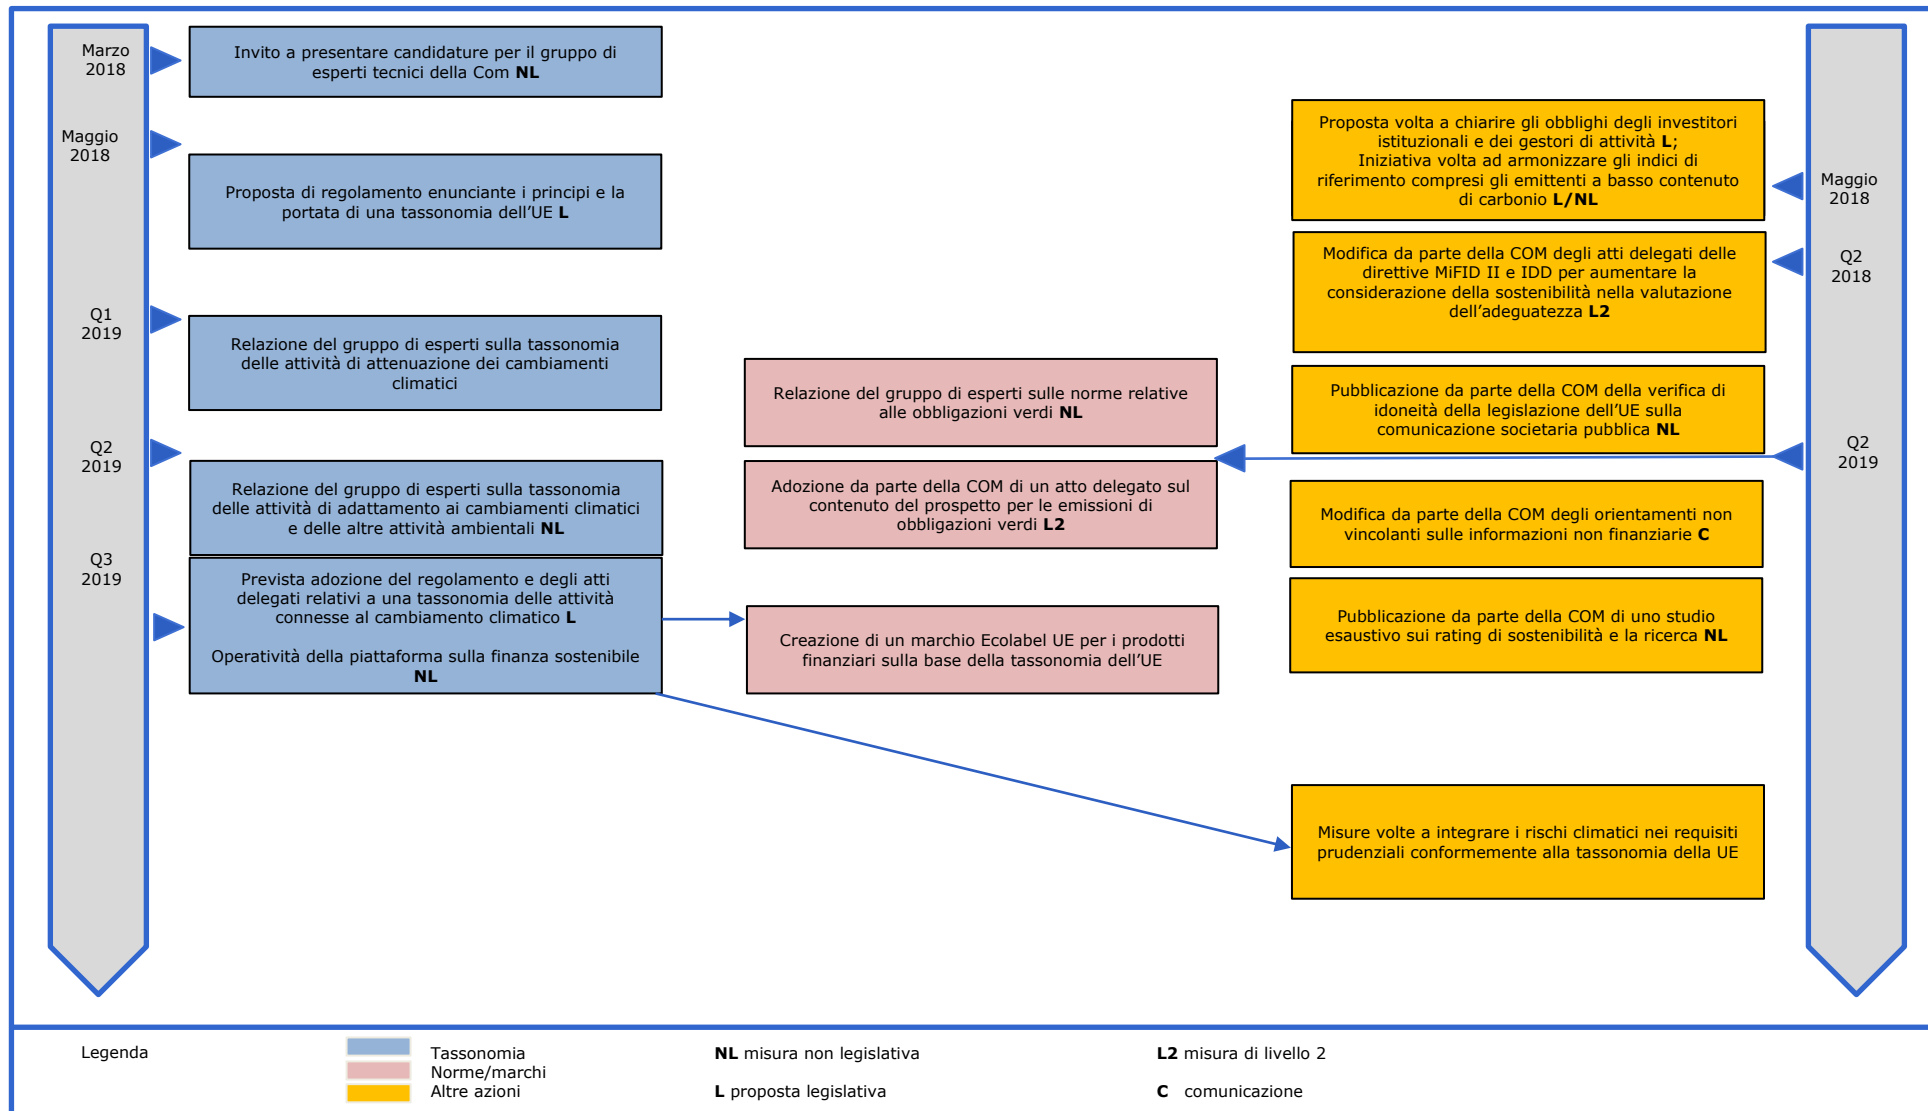 Marzo
2018
Invito a presentare candidature per il gruppo di
esperti tecnici della Com NL
Maggio
2018
Proposta di regolamento enunciante i principi e la
portata di una tassonomia dell'UE L
Q1
2019
Relazione del gruppo di esperti sulla tassonomia
delle attività di attenuazione dei cambiamenti
climatici
Q2
2019
Relazione del gruppo di esperti sulla tassonomia
delle attività di adattamento ai cambiamenti climatici
e delle altre attività ambientali NL
Q3
2019
Prevista adozione del regolamento e degli atti
delegati relativi a una tassonomia delle attività
connesse al cambiamento climatico L
Operatività della piattaforma sulla finanza sostenibile
NL
Relazione del gruppo di esperti sulle norme relative
alle obbligazioni verdi NL
Adozione da parte della COM di un atto delegato sul
contenuto del prospetto per le emissioni di
obbligazioni verdi L2
Creazione di un marchio Ecolabel UE per i prodotti
finanziari sulla base della tassonomia dell'UE
Proposta volta a chiarire gli obblighi degli investitori
istituzionali e dei gestori di attività L;
Iniziativa volta ad armonizzare gli indici di
riferimento compresi gli emittenti a basso contenuto
di carbonio L/NL
Maggio
2018
Modifica da parte della COM degli atti delegati delle
direttive MiFID II e IDD per aumentare la
considerazione della sostenibilità nella valutazione
dell'adeguatezza L2
Q2
2018
Pubblicazione da parte della COM della verifica di
idoneità della legislazione dell'UE sulla
comunicazione societaria pubblica NL
Q2
2019
Modifica da parte della COM degli orientamenti non
vincolanti sulle informazioni non finanziarie C
Pubblicazione da parte della COM di uno studio
esaustivo sui rating di sostenibilità e la ricerca NL
Misure volte a integrare i rischi climatici nei requisiti
prudenziali conformemente alla tassonomia della UE
Legenda
Tassonomia
Norme/marchi
Altre azioni
NL misura non legislativa
L proposta legislativa
L2 misura di livello 2
C comunicazione